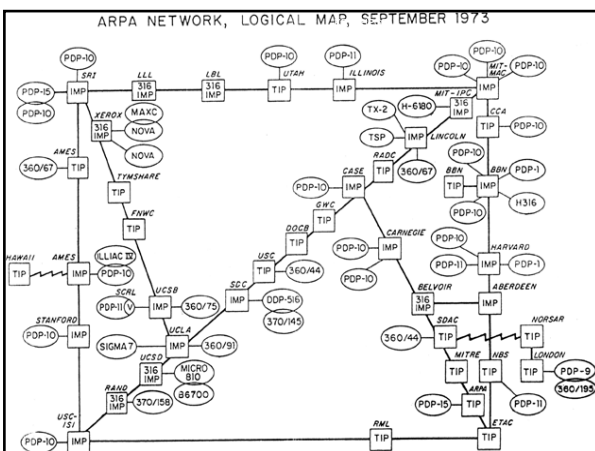 ARPA NETWORK, LOGICAL MAP, SEPTEMBER 1973
PDP-10
PDP-10
PDP-11
PDP-10
PDP-10
PDP-10
SRI
LLL
LBL
UTAH
ILLINOIS
MIT-
MAC
PDP-15
IMP
316
IMP
316
IMP
TIP
IMP
IMP
PDP-10
XEROX
MAXC
316
IMP
NOVA
NOVA
MIT-IPC
H-6180
316
IMP
TX-2
TSP
IMP
LINCOLN
360/67
CCA
TIP
PDP-10
AMES
360/67
TIP
TYMSHARE
TIP
RADC
TIP
CASE
PDP-10
IMP
PDP-10
BBN
TIP
BBN
IMP
PDP-1
PDP-10
H316
FNWC
TIP
GWC
TIP
DOCB
TIP
CARNEGIE
PDP-10
IMP
PDP-10
HARVARD
PDP-10
PDP-11
IMP
PDP-1
HAWAII
TIP
AMES
ILLIAC IV
IMP
PDP-10
USC
TIP
360/44
SCRL
PDP-11
V
UCSB
IMP
360/75
IMP
DDP-516
370/145
BELVOIR
316
IMP
ABERDEEN
IMP
STANFORD
PDP-10
IMP
UCLA
SIGMA7
IMP
360/91
SDAC
360/44
TIP
NORSAR
TIP
UCSD
316
IMP
MICRO
810
B6700
MITRE
TIP
NBS
TIP
LONDON
TIP
PDP-9
360/195
RAND
316
IMP
370/158
ARPA
PDP-15
TIP
PDP-11
USC-
ISI
PDP-10
IMP
RML
TIP
TIP
ETAC